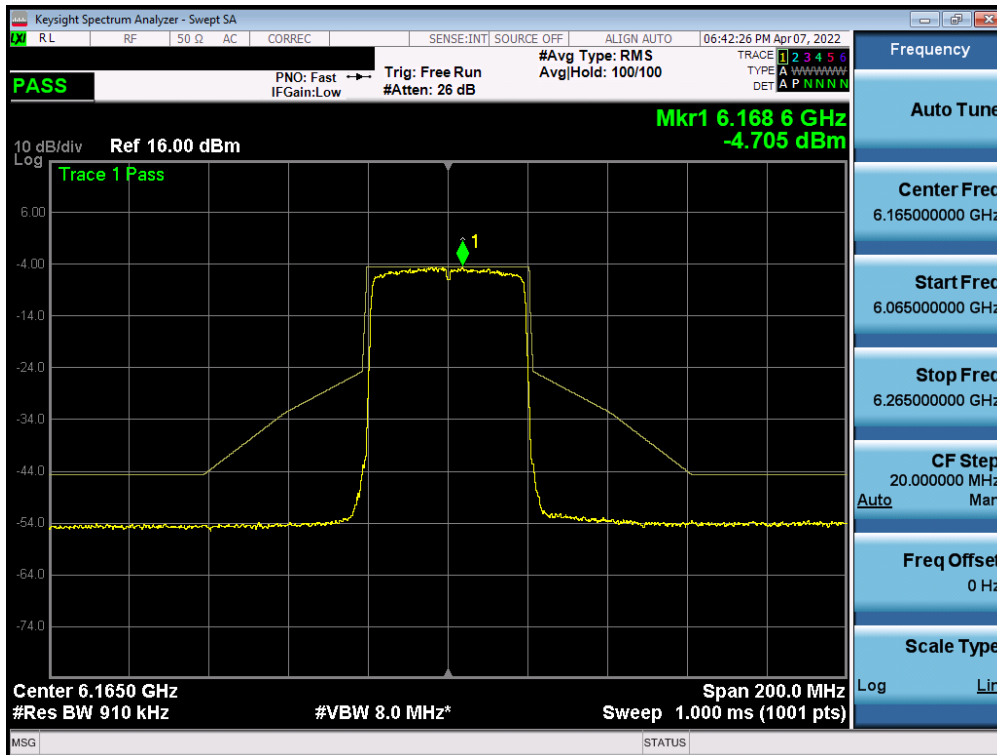 Keysight Spectrum Analyzer - Swept SA
LXI RL RF 50 Ω AC CORREC SENSE:INT SOURCE OFF ALIGN AUTO 06:42:26 PM Apr 07, 2022
PASS
PNO: Fast
IFGain:Low
Trig: Free Run
#Atten: 26 dB
#Avg Type: RMS
Avg|Hold: 100/100
TRACE 1 2 3 4 5 6
TYPE A WWWWW
DET A P N N N N
Mkr1 6.168 6 GHz
-4.705 dBm
10 dB/div Ref 16.00 dBm
Log
Trace 1 Pass
1
6.00
-4.00
-14.0
-24.0
-34.0
-44.0
-54.0
-64.0
-74.0
Center 6.1650 GHz Span 200.0 MHz
#Res BW 910 kHz #VBW 8.0 MHz* Sweep 1.000 ms (1001 pts)
MSG STATUS
Frequency
Auto Tune
Center Freq
6.165000000 GHz
Start Freq
6.065000000 GHz
Stop Freq
6.265000000 GHz
CF Step
20.000000 MHz
Auto Man
Freq Offset
0 Hz
Scale Type
Log Lin